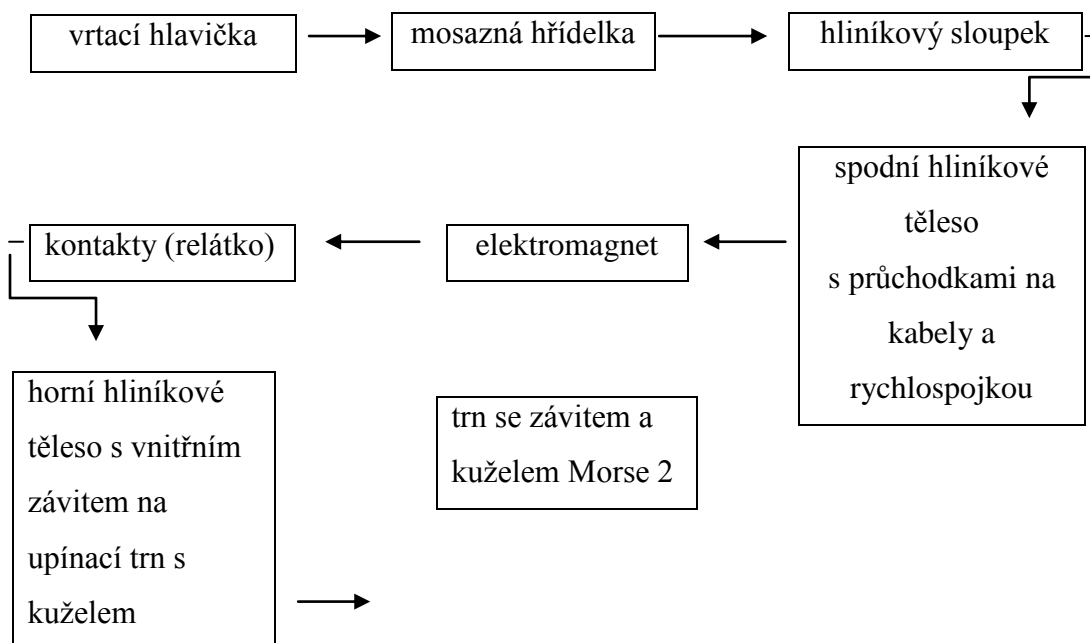 vrtací hlavička
mosazná hřídelka
hliníkový sloupek
spodní hliníkové
těleso
s průchodkami na
kabely a
rychlospojkou
elektromagnet
kontakty (relátko)
horní hliníkové
těleso s vnitřním
závitem na
upínací trn s
kuželem
trn se závitem a
kuželem Morse 2